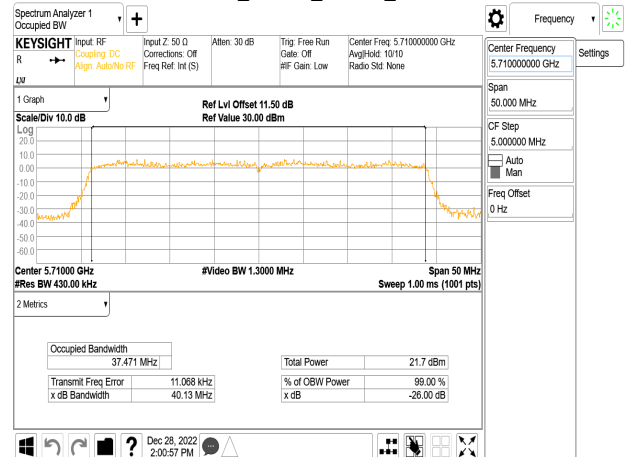 Spectrum Analyzer 1
Occupied BW
+
Frequency
KEYSIGHT
R
LXI
Input: RF
Coupling: DC
Align: Auto/No RF
Input Z: 50 Ω
Corrections: Off
Freq Ref: Int (S)
Atten: 30 dB
Trig: Free Run
Gate: Off
#IF Gain: Low
Center Freq: 5.710000000 GHz
Avg|Hold: 10/10
Radio Std: None
Center Frequency
5.710000000 GHz
Settings
Span
50.000 MHz
CF Step
5.000000 MHz
Auto
Man
Freq Offset
0 Hz
1 Graph
Scale/Div 10.0 dB
Ref Lvl Offset 11.50 dB
Ref Value 30.00 dBm
Log
20.0
10.0
0.00
-10.0
-20.0
-30.0
-40.0
-50.0
-60.0
Center 5.71000 GHz
#Video BW 1.3000 MHz
Span 50 MHz
#Res BW 430.00 kHz
Sweep 1.00 ms (1001 pts)
2 Metrics
Occupied Bandwidth
37.471 MHz
Total Power 21.7 dBm
Transmit Freq Error 11.068 kHz
% of OBW Power 99.00 %
x dB Bandwidth 40.13 MHz
x dB -26.00 dB
?
Dec 28, 2022
2:00:57 PM